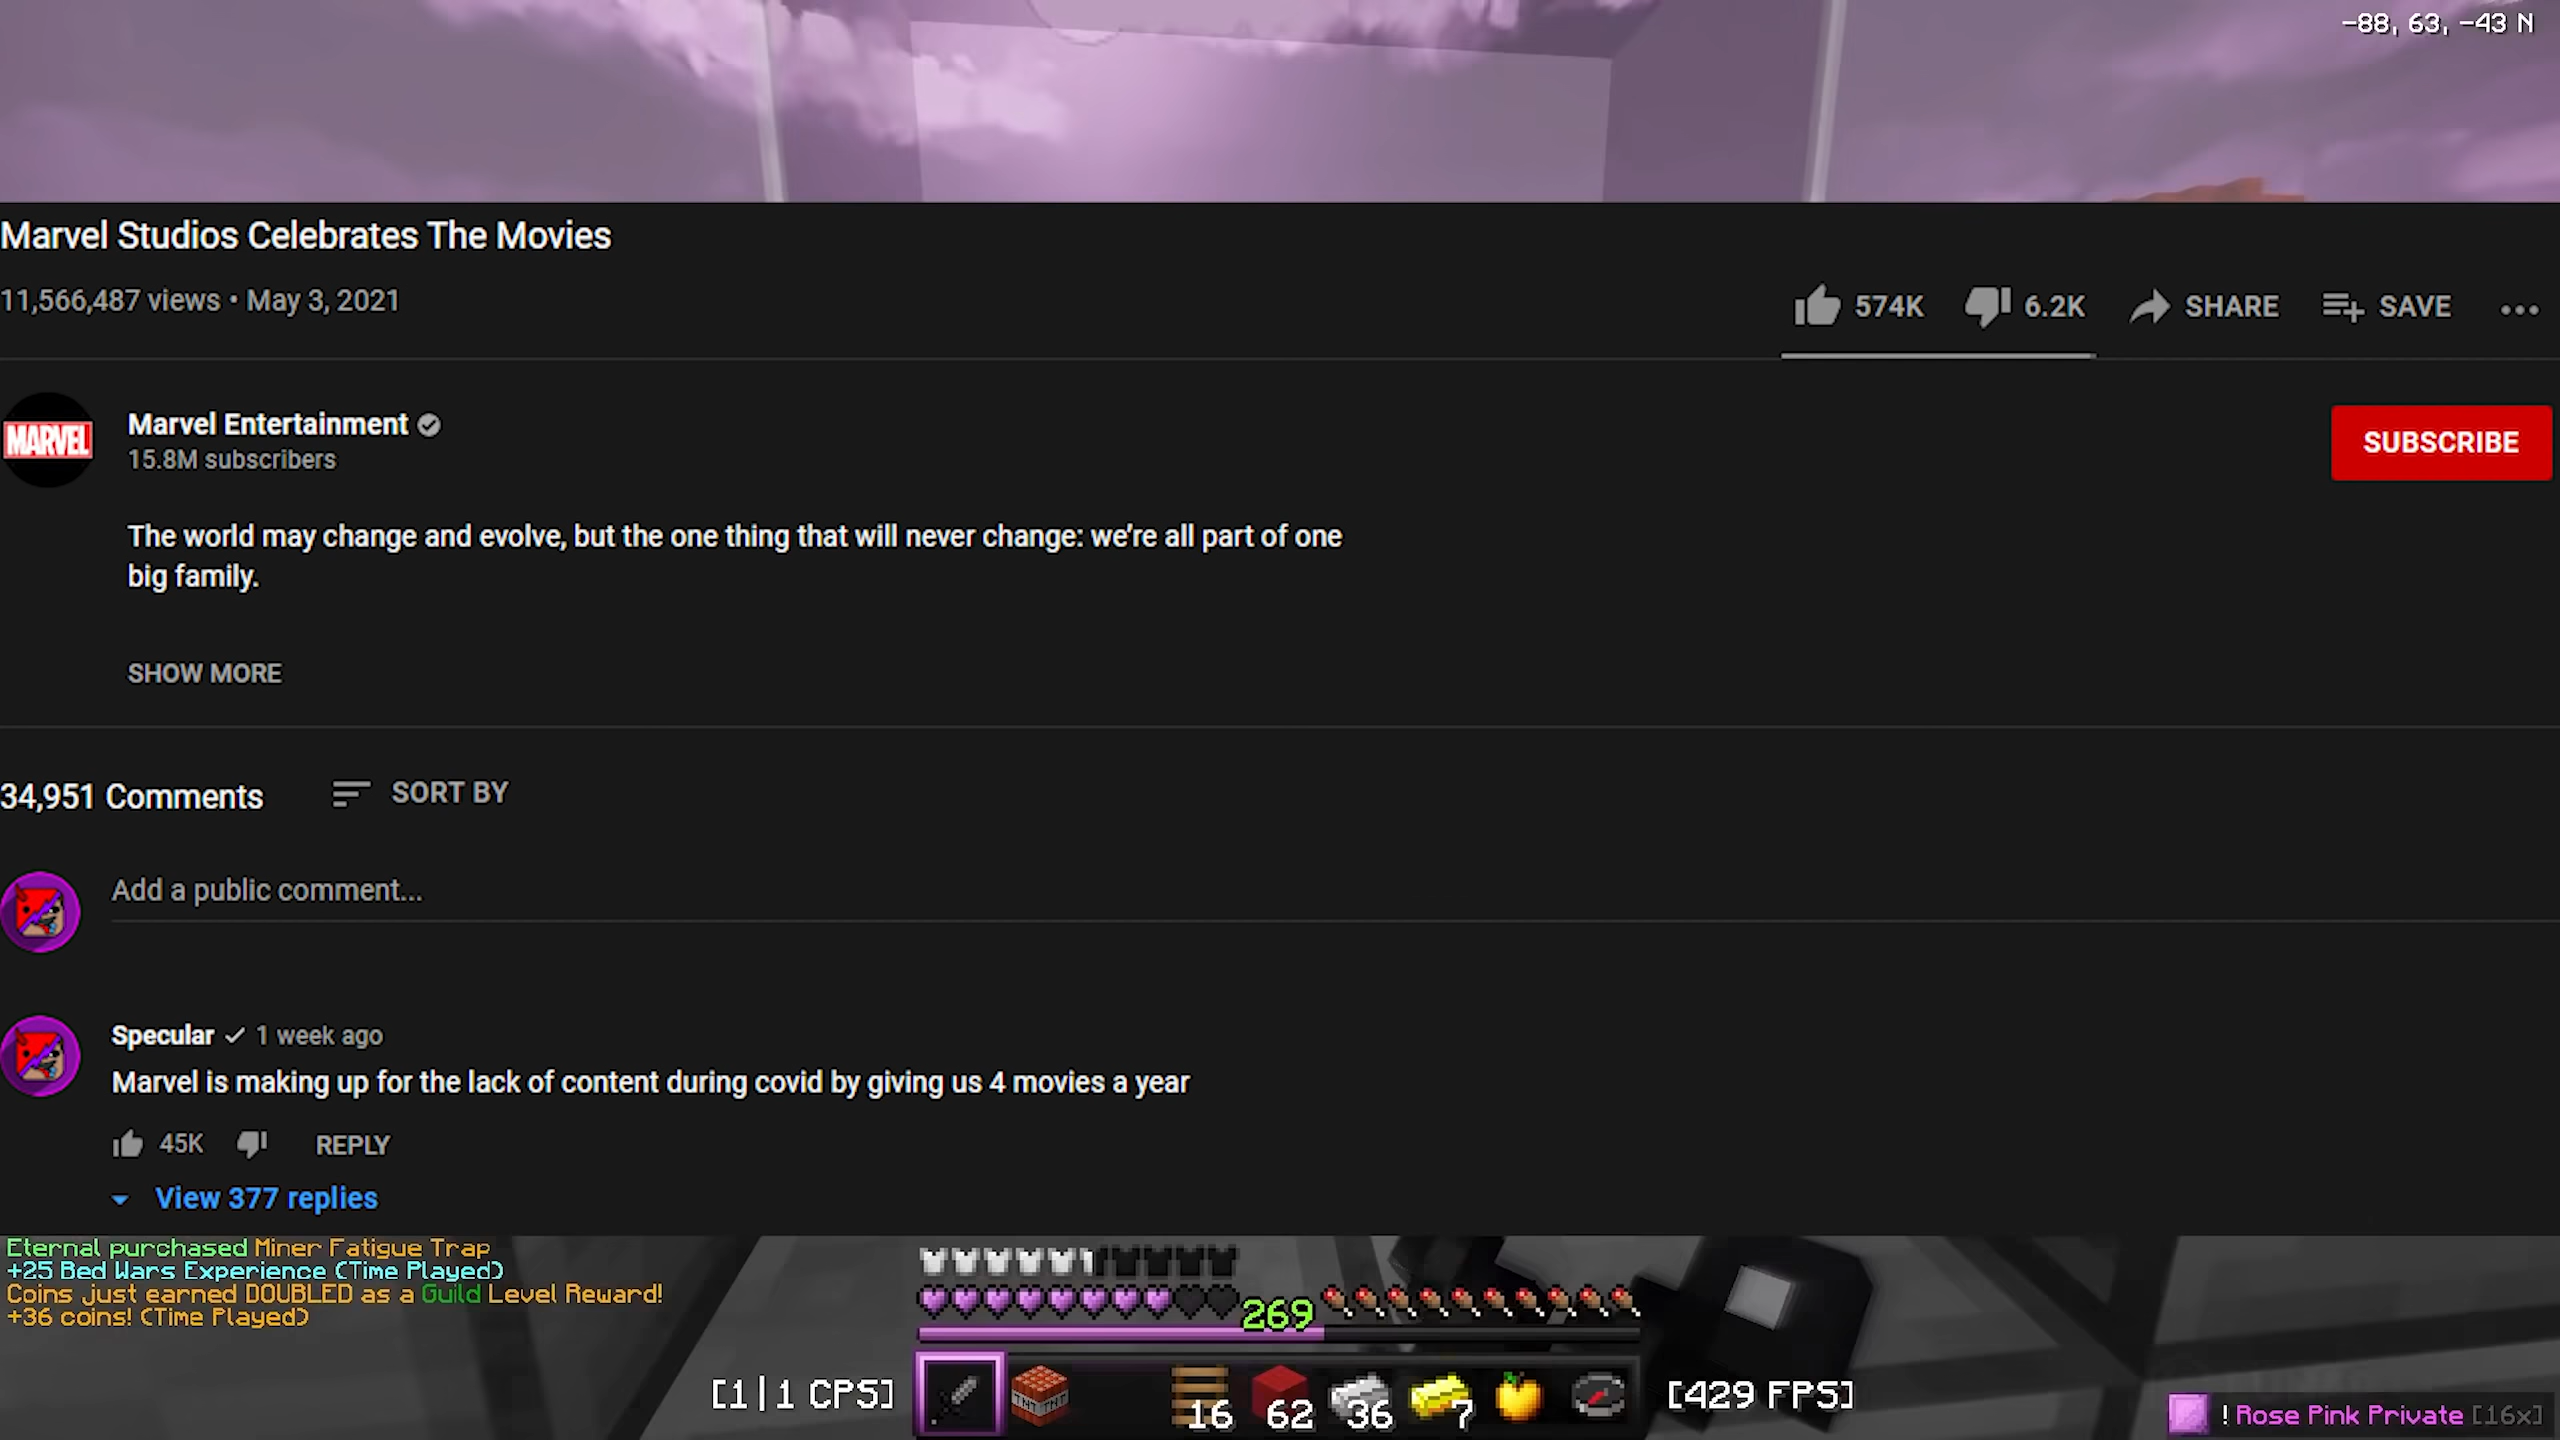 -88, 63, -43 N
Marvel Studios Celebrates The Movies
11,566,487 views • May 3, 2021
574K 6.2K SHARE SAVE
MARVEL
Marvel Entertainment
15.8M subscribers
SUBSCRIBE
The world may change and evolve, but the one thing that will never change: we’re all part of one
big family.
SHOW MORE
34,951 Comments SORT BY
Add a public comment...
Specular 1 week ago
Marvel is making up for the lack of content during covid by giving us 4 movies a year
45K REPLY
View 377 replies
Eternal purchased Miner Fatigue Trap
+25 Bed Wars Experience (Time Played)
Coins just earned DOUBLED as a Guild Level Reward!
+36 coins! (Time Played)
269
[1|1 CPS]
TNT TNT
16 62 36 7
[429 FPS]
! Rose Pink Private [16x]